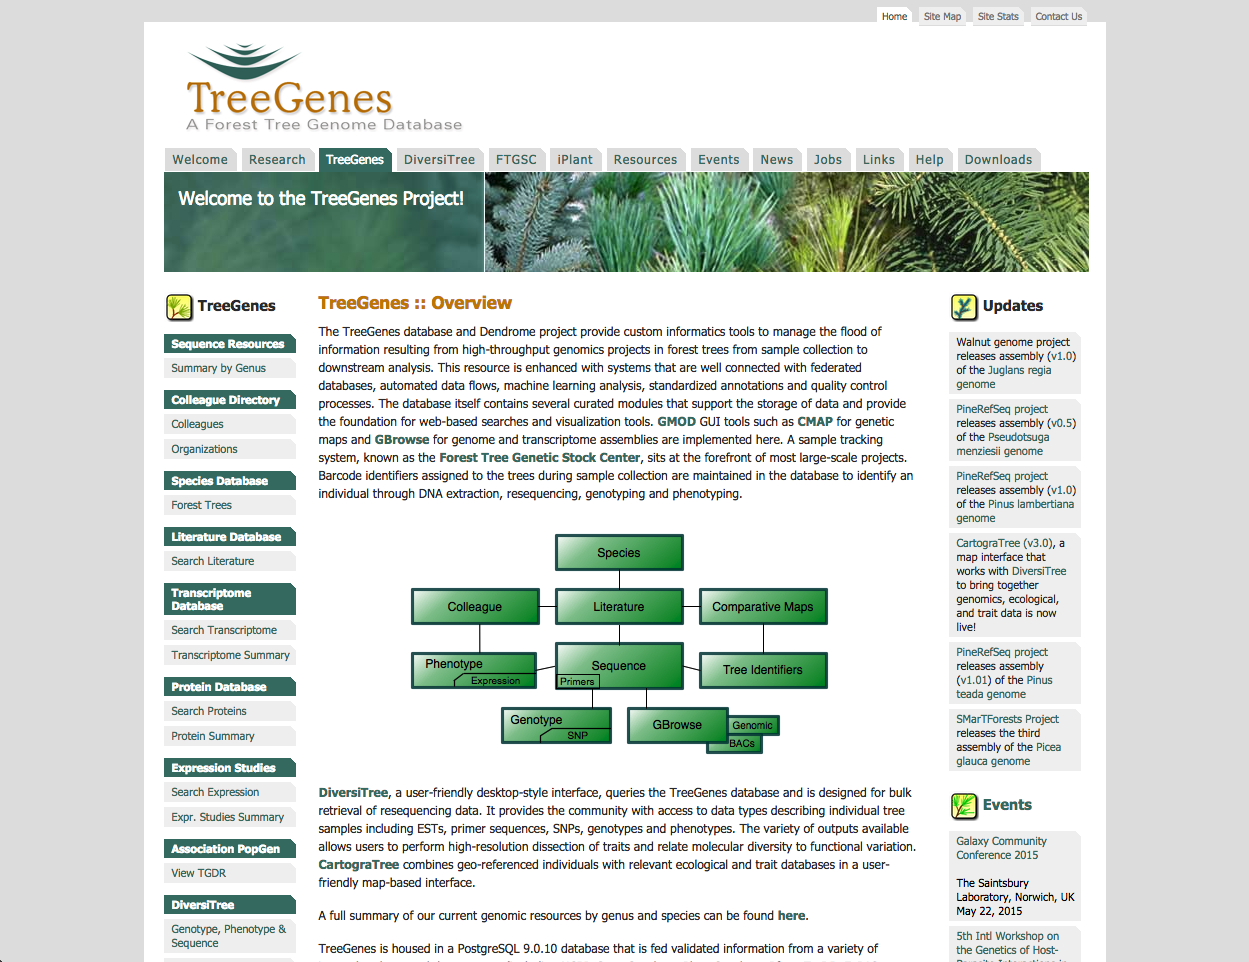 Home
Site Map
Site Stats
Contact Us
TreeGenes
A Forest Tree Genome Database
Welcome
Research
TreeGenes
DiversiTree
FTGSC
iPlant
Resources
Events
News
Jobs
Links
Help
Downloads
Welcome to the TreeGenes Project!
TreeGenes
Sequence Resources
Summary by Genus
Colleague Directory
Colleagues
Organizations
Species Database
Forest Trees
Literature Database
Search Literature
Transcriptome
Database
Search Transcriptome
Transcriptome Summary
Protein Database
Search Proteins
Protein Summary
Expression Studies
Search Expression
Expr. Studies Summary
Association PopGen
View TGDR
DiversiTree
Genotype, Phenotype &
Sequence
TreeGenes :: Overview
The TreeGenes database and Dendrome project provide custom informatics tools to manage the flood of
information resulting from high-throughput genomics projects in forest trees from sample collection to
downstream analysis. This resource is enhanced with systems that are well connected with federated
databases, automated data flows, machine learning analysis, standardized annotations and quality control
processes. The database itself contains several curated modules that support the storage of data and provide
the foundation for web-based searches and visualization tools. GMOD GUI tools such as CMAP for genetic
maps and GBrowse for genome and transcriptome assemblies are implemented here. A sample tracking
system, known as the Forest Tree Genetic Stock Center, sits at the forefront of most large-scale projects.
Barcode identifiers assigned to the trees during sample collection are maintained in the database to identify an
individual through DNA extraction, resequencing, genotyping and phenotyping.
Species
Colleague
Literature
Comparative Maps
Phenotype
Expression
Sequence
Primers
Tree Identifiers
Genotype
SNP
GBrowse
Genomic
BACs
DiversiTree, a user-friendly desktop-style interface, queries the TreeGenes database and is designed for bulk
retrieval of resequencing data. It provides the community with access to data types describing individual tree
samples including ESTs, primer sequences, SNPs, genotypes and phenotypes. The variety of outputs available
allows users to perform high-resolution dissection of traits and relate molecular diversity to functional variation.
CartograTree combines geo-referenced individuals with relevant ecological and trait databases in a user-
friendly map-based interface.
A full summary of our current genomic resources by genus and species can be found here.
TreeGenes is housed in a PostgreSQL 9.0.10 database that is fed validated information from a variety of
Updates
Walnut genome project
releases assembly (v1.0)
of the Juglans regia
genome
PineRefSeq project
releases assembly (v0.5)
of the Pseudotsuga
menziesii genome
PineRefSeq project
releases assembly (v1.0)
of the Pinus lambertiana
genome
CartograTree (v3.0), a
map interface that
works with DiversiTree
to bring together
genomics, ecological,
and trait data is now
live!
PineRefSeq project
releases assembly
(v1.01) of the Pinus
teada genome
SMarTForests Project
releases the third
assembly of the Picea
glauca genome
Events
Galaxy Community
Conference 2015
The Saintsbury
Laboratory, Norwich, UK
May 22, 2015
5th Intl Workshop on
the Genetics of Host-